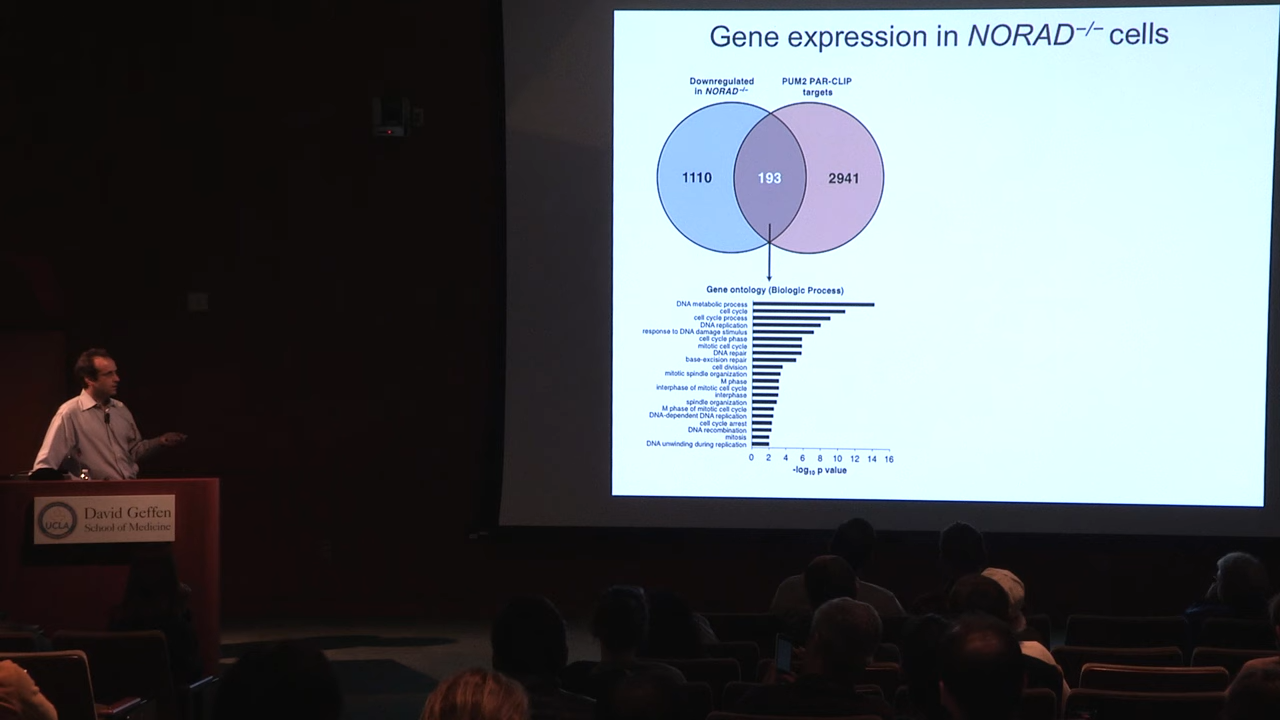 Gene expression in NORAD−/− cells
Downregulated
in NORAD−/−
PUM2 PAR-CLIP
targets
1110
193
2941
Gene ontology (Biologic Process)
DNA metabolic process
cell cycle
cell cycle process
DNA replication
response to DNA damage stimulus
cell cycle phase
mitotic cell cycle
DNA repair
base-excision repair
cell division
mitotic spindle organization
M phase
interphase of mitotic cell cycle
interphase
spindle organization
M phase of mitotic cell cycle
DNA-dependent DNA replication
cell cycle arrest
DNA recombination
mitosis
DNA unwinding during replication
0 2 4 6 8 10 12 14 16
-log10 p value
UCLA
David Geffen
School of Medicine